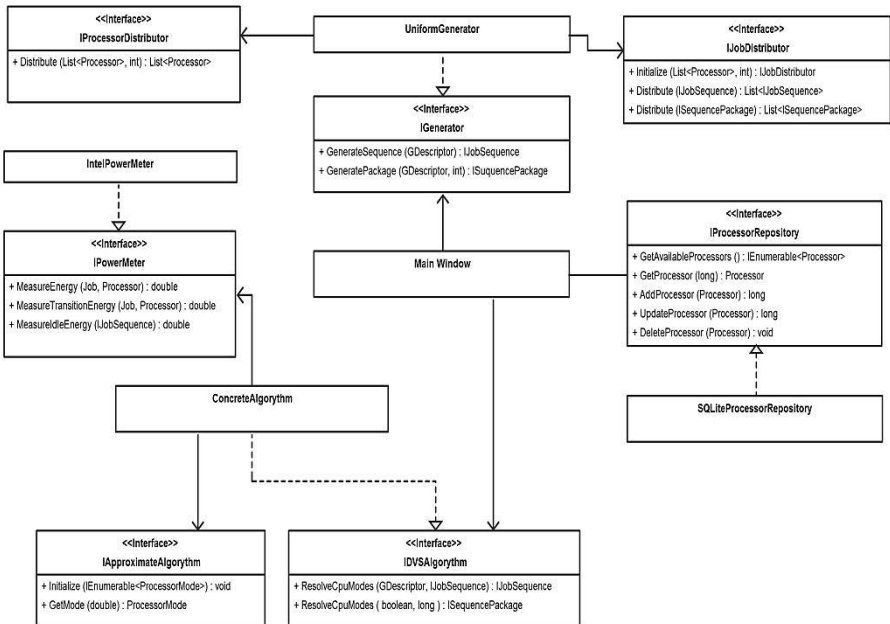 <<Interface>>
IProcessorDistributor
+ Distribute (List<Processor>, int) : List<Processor>
UniformGenerator
<<Interface>>
IJobDistributor
+ Initialize (List<Processor>, int) : IJobDistributor
+ Distribute (IJobSequence) : List<IJobSequence>
+ Distribute (ISequencePackage) : List<ISequencePackage>
<<Interface>>
IGenerator
+ GenerateSequence (GDescriptor) : IJobSequence
+ GeneratePackage (GDescriptor, int) : ISuquencePackage
IntelPowerMeter
<<Interface>>
IPowerMeter
+ MeasureEnergy (Job, Processor) : double
+ MeasureTransitionEnergy (Job, Processor) : double
+ MeasureIdleEnergy (IJobSequence) : double
Main Window
<<Interface>>
IProcessorRepository
+ GetAvailableProcessors () : IEnumerable<Processor>
+ GetProcessor (long) : Processor
+ AddProcessor (Processor) : long
+ UpdateProcessor (Processor) : long
+ DeleteProcessor (Processor) : void
ConcreteAlgorythm
SQLiteProcessorRepository
<<Interface>>
IApproximateAlgorythm
+ Initialize (IEnumerable<ProcessorMode>) : void
+ GetMode (double) : ProcessorMode
<<Interface>>
IDVSAlgorythm
+ ResolveCpuModes (GDescriptor, IJobSequence) : IJobSequence
+ ResolveCpuModes ( boolean, long ) : ISequencePackage